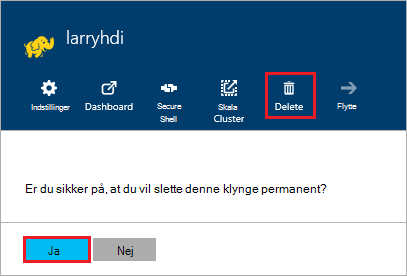 larryhdi
Indstillinger
Dashboard
Secure
Shell
Skala
Cluster
Delete
Flytte
Er du sikker på, at du vil slette denne klynge permanent?
Ja
Nej